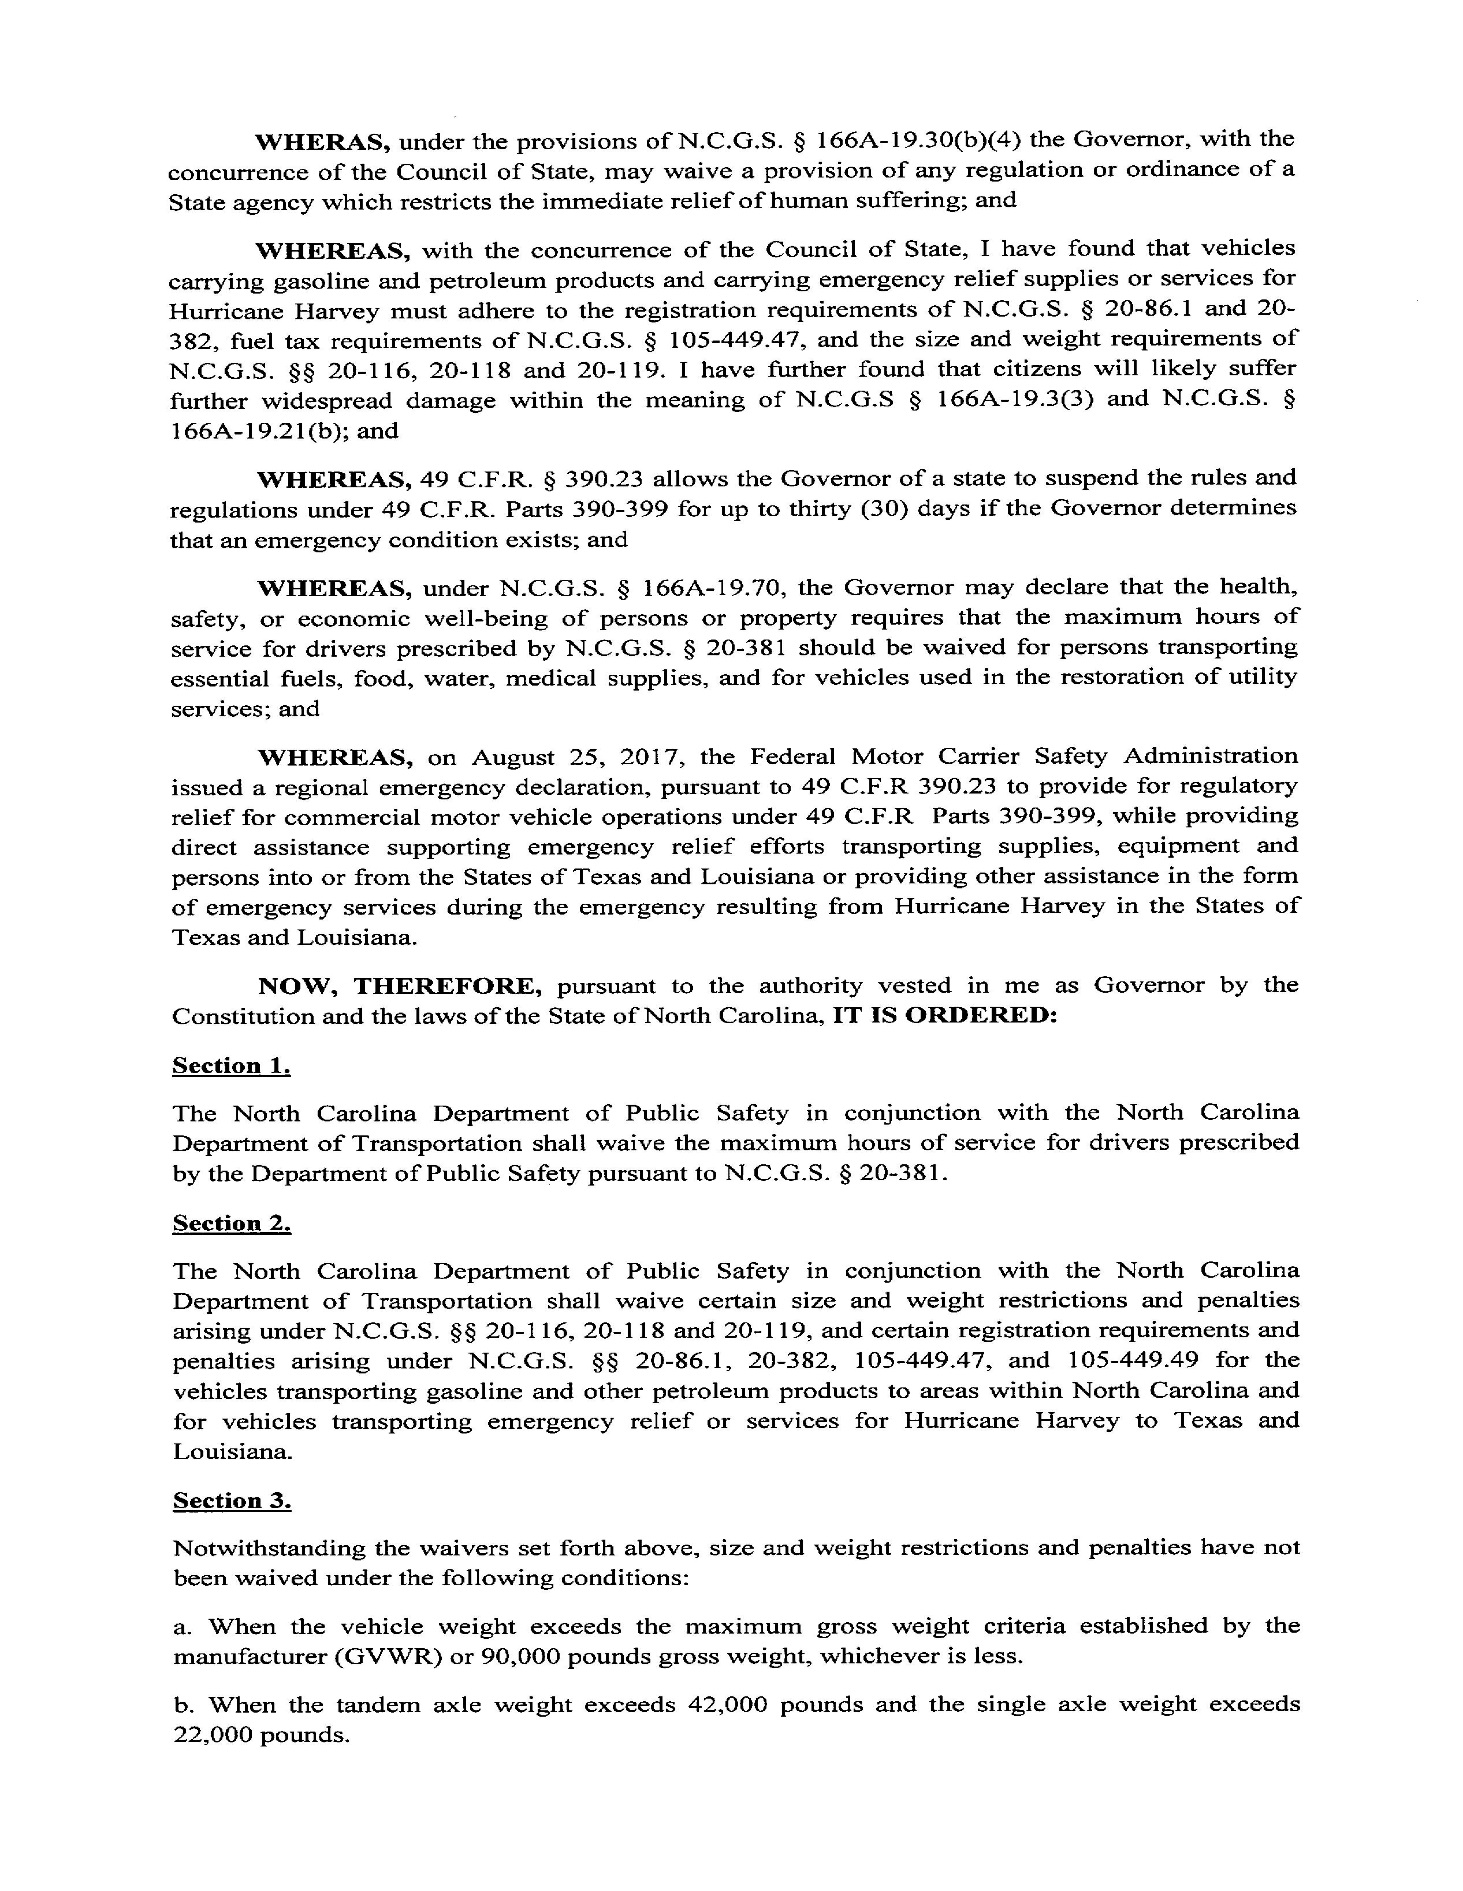 WHERAS, under the provisions of N.C.G.S. § 166A-19.30(b)(4) the Governor, with the
concurrence of the Council of State, may waive a provision of any regulation or ordinance of a
State agency which restricts the immediate relief of human suffering; and
WHEREAS, with the concurrence of the Council of State, I have found that vehicles
carrying gasoline and petroleum products and carrying emergency relief supplies or services for
Hurricane Harvey must adhere to the registration requirements of N.C.G.S. § 20-86.1 and 20-
382, fuel tax requirements of N.C.G.S. § 105-449.47, and the size and weight requirements of
N.C.G.S. §§ 20-116, 20-118 and 20-119. I have further found that citizens will likely suffer
further widespread damage within the meaning of N.C.G.S § 166A-19.3(3) and N.C.G.S. §
166A-19.21(b); and
WHEREAS, 49 C.F.R. § 390.23 allows the Governor of a state to suspend the rules and
regulations under 49 C.F.R. Parts 390-399 for up to thirty (30) days if the Governor determines
that an emergency condition exists; and
WHEREAS, under N.C.G.S. § 166A-19.70, the Governor may declare that the health,
safety, or economic well-being of persons or property requires that the maximum hours of
service for drivers prescribed by N.C.G.S. § 20-381 should be waived for persons transporting
essential fuels, food, water, medical supplies, and for vehicles used in the restoration of utility
services; and
WHEREAS, on August 25, 2017, the Federal Motor Carrier Safety Administration
issued a regional emergency declaration, pursuant to 49 C.F.R 390.23 to provide for regulatory
relief for commercial motor vehicle operations under 49 C.F.R Parts 390-399, while providing
direct assistance supporting emergency relief efforts transporting supplies, equipment and
persons into or from the States of Texas and Louisiana or providing other assistance in the form
of emergency services during the emergency resulting from Hurricane Harvey in the States of
Texas and Louisiana.
NOW, THEREFORE, pursuant to the authority vested in me as Governor by the
Constitution and the laws of the State of North Carolina, IT IS ORDERED:
Section 1.
The North Carolina Department of Public Safety in conjunction with the North Carolina
Department of Transportation shall waive the maximum hours of service for drivers prescribed
by the Department of Public Safety pursuant to N.C.G.S. § 20-381.
Section 2.
The North Carolina Department of Public Safety in conjunction with the North Carolina
Department of Transportation shall waive certain size and weight restrictions and penalties
arising under N.C.G.S. §§ 20-116, 20-118 and 20-119, and certain registration requirements and
penalties arising under N.C.G.S. §§ 20-86.1, 20-382, 105-449.47, and 105-449.49 for the
vehicles transporting gasoline and other petroleum products to areas within North Carolina and
for vehicles transporting emergency relief or services for Hurricane Harvey to Texas and
Louisiana.
Section 3.
Notwithstanding the waivers set forth above, size and weight restrictions and penalties have not
been waived under the following conditions:
a. When the vehicle weight exceeds the maximum gross weight criteria established by the
manufacturer (GVWR) or 90,000 pounds gross weight, whichever is less.
b. When the tandem axle weight exceeds 42,000 pounds and the single axle weight exceeds
22,000 pounds.